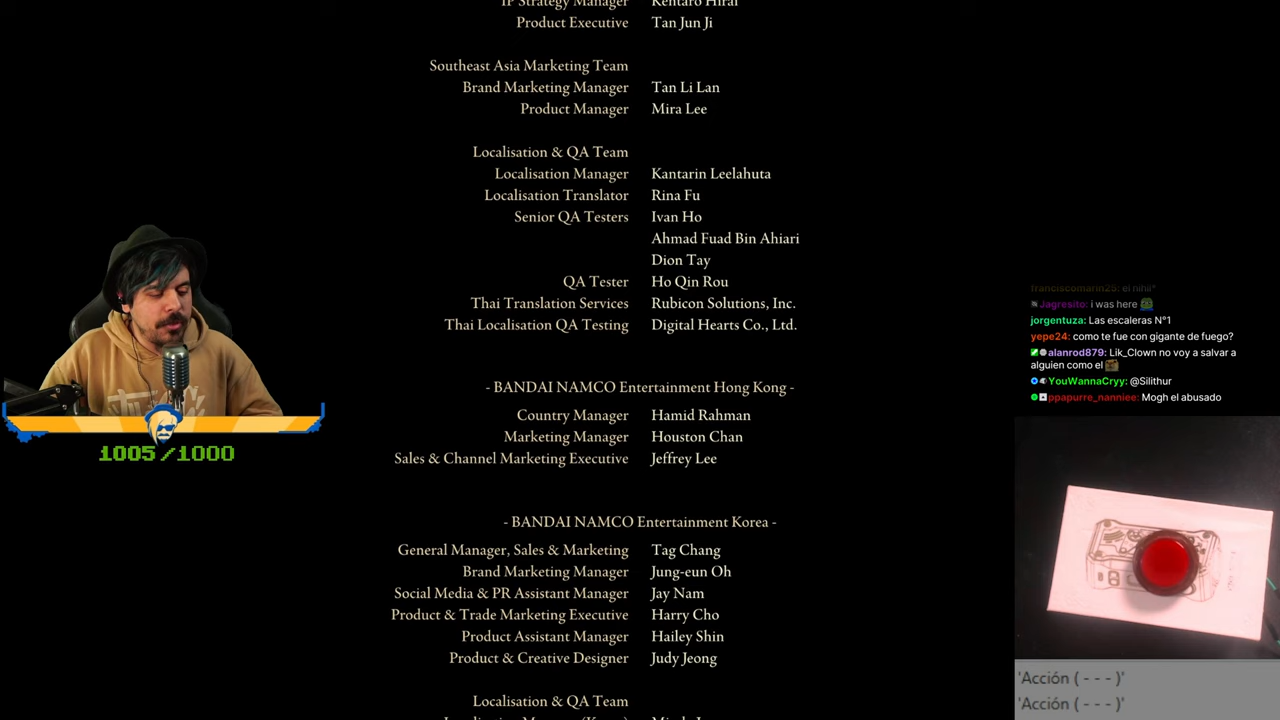 IP Strategy Manager Kentaro Hirai
Product Executive Tan Jun Ji
Southeast Asia Marketing Team
Brand Marketing Manager Tan Li Lan
Product Manager Mira Lee
Localisation & QA Team
Localisation Manager Kantarin Leelahuta
Localisation Translator Rina Fu
Senior QA Testers Ivan Ho
Ahmad Fuad Bin Ahiari
Dion Tay
QA Tester Ho Qin Rou
Thai Translation Services Rubicon Solutions, Inc.
Thai Localisation QA Testing Digital Hearts Co., Ltd.
- BANDAI NAMCO Entertainment Hong Kong -
Country Manager Hamid Rahman
Marketing Manager Houston Chan
Sales & Channel Marketing Executive Jeffrey Lee
- BANDAI NAMCO Entertainment Korea -
General Manager, Sales & Marketing Tag Chang
Brand Marketing Manager Jung-eun Oh
Social Media & PR Assistant Manager Jay Nam
Product & Trade Marketing Executive Harry Cho
Product Assistant Manager Hailey Shin
Product & Creative Designer Judy Jeong
Localisation & QA Team
1005/1000
franciscomarin25: el nihil"
Jagresito: i was here
jorgentuza: Las escaleras N°1
yepe24: como te fue con gigante de fuego?
alanrod879: Lik_Clown no voy a salvar a
alguien como el
YouWannaCryy: @Silithur
ppapurre_nanniee: Mogh el abusado
'Acción ( - - - )'
'Acción ( - - - )'